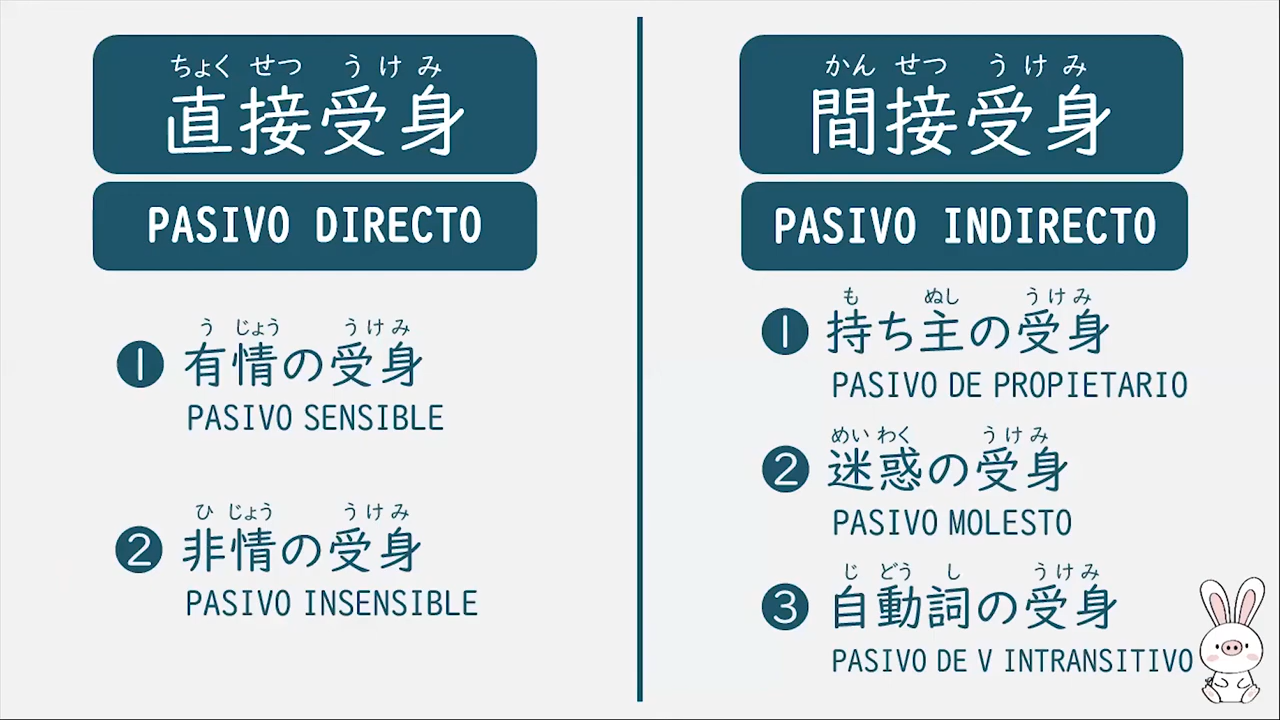 ちょく せつ うけみ
直接受身
PASIVO DIRECTO
う じょう うけみ
❶ 有情の受身
PASIVO SENSIBLE
ひ じょう うけみ
❷ 非情の受身
PASIVO INSENSIBLE
かん せつ うけみ
間接受身
PASIVO INDIRECTO
も ぬし うけみ
❶ 持ち主の受身
PASIVO DE PROPIETARIO
めい わく うけみ
❷ 迷惑の受身
PASIVO MOLESTO
じ どう し うけみ
❸ 自動詞の受身
PASIVO DE V INTRANSITIVO